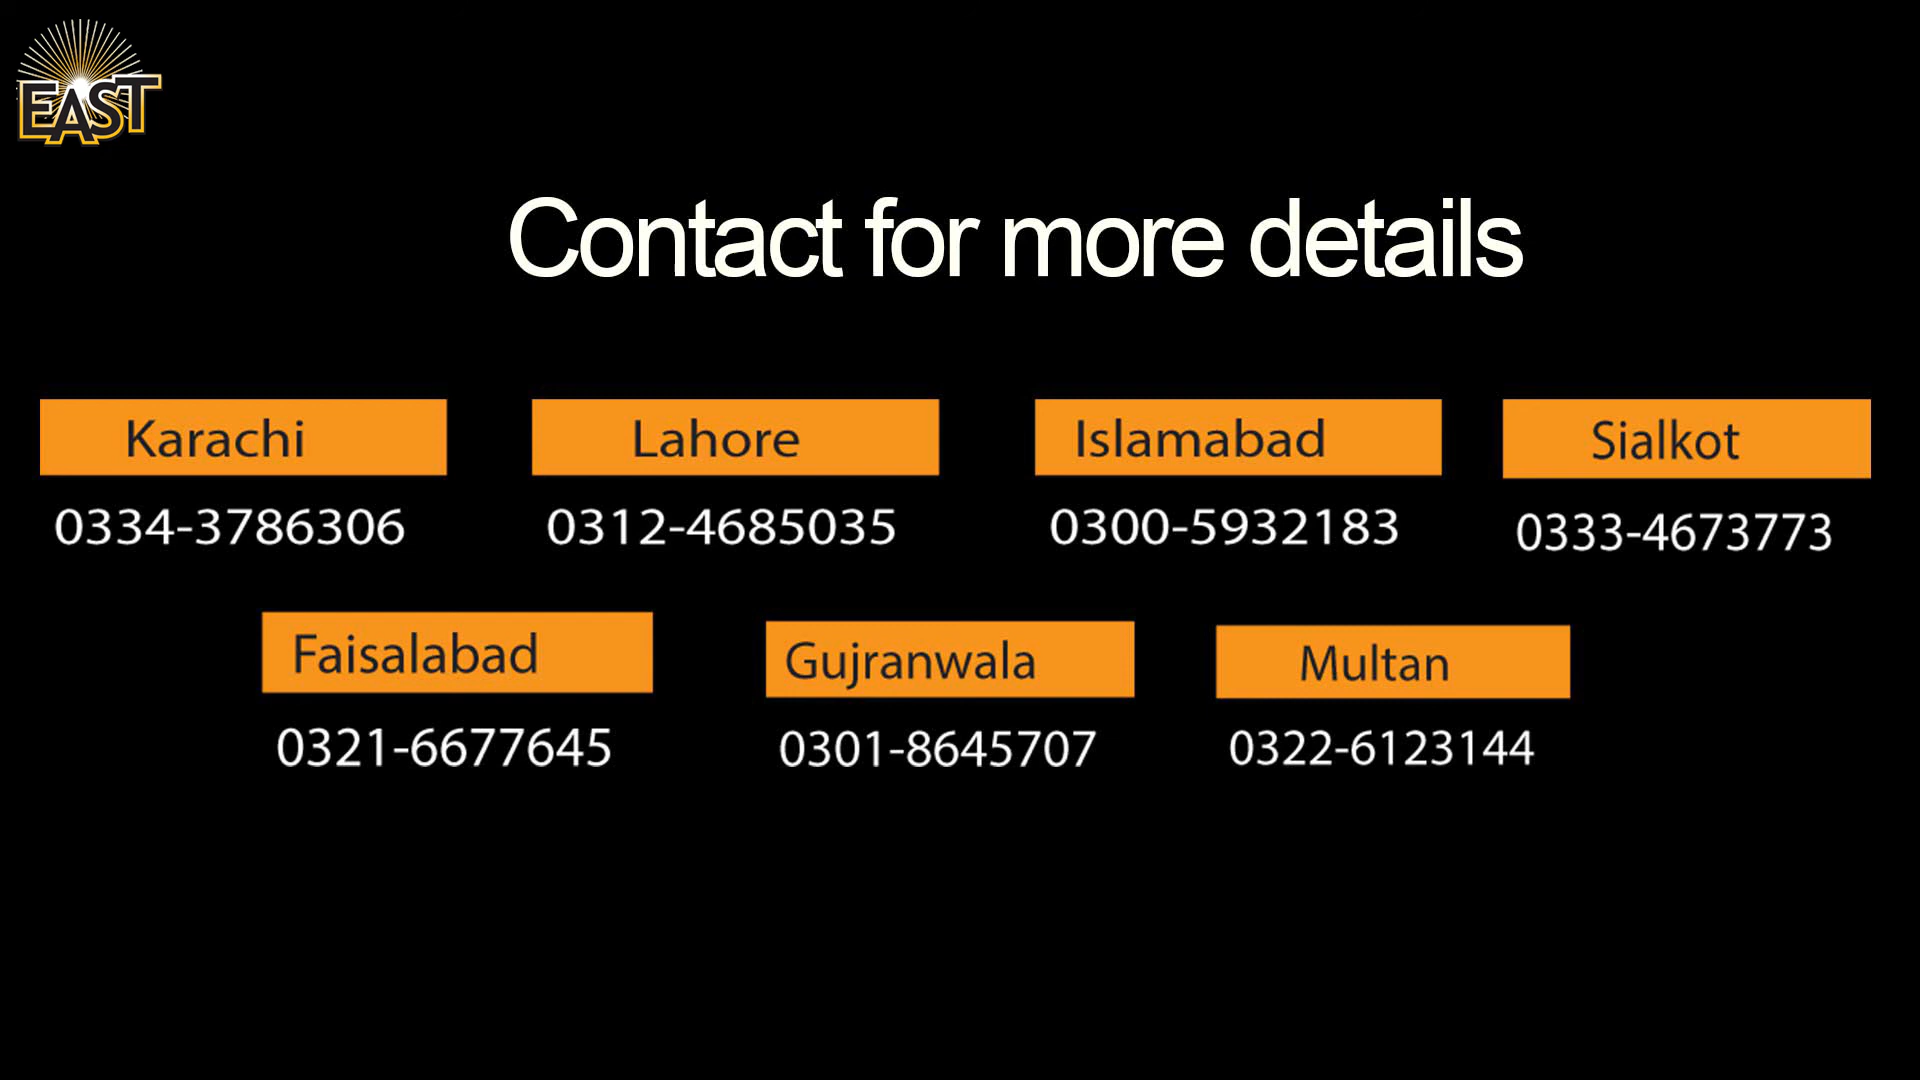 EAST
Contact for more details
Karachi
Lahore
Islamabad
Sialkot
0334-3786306
0312-4685035
0300-5932183
0333-4673773
Faisalabad
Gujranwala
Multan
0321-6677645
0301-8645707
0322-6123144